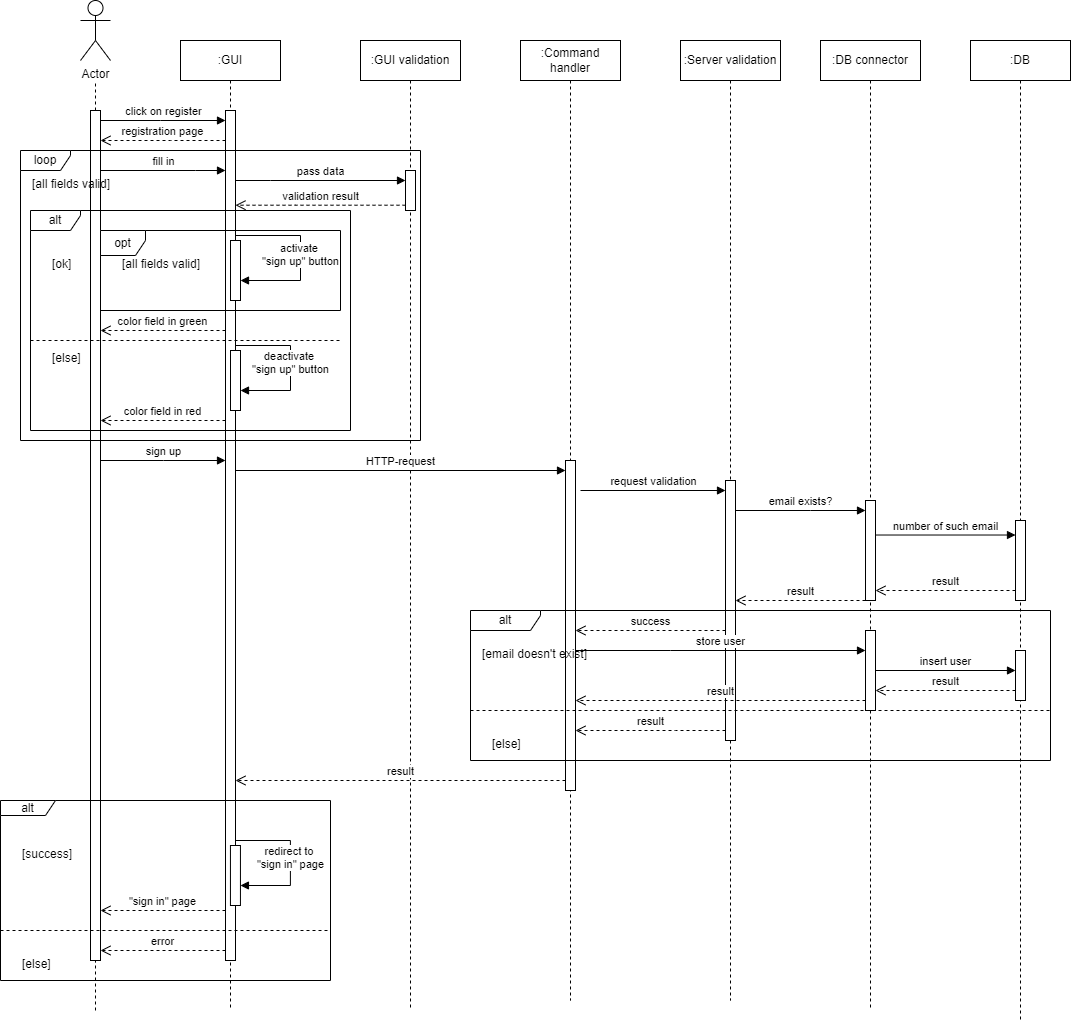 Actor
:GUI
:GUI validation
:Command
handler
:Server validation
:DB connector
:DB
click on register
registration page
loop
fill in
[all fields valid]
pass data
validation result
alt
opt
[ok]
[all fields valid]
activate
"sign up" button
color field in green
[else]
deactivate
"sign up" button
color field in red
sign up
HTTP-request
request validation
email exists?
number of such email
result
result
alt
success
store user
[email doesn't exist]
insert user
result
result
result
[else]
result
alt
[success]
redirect to
"sign in" page
"sign in" page
error
[else]